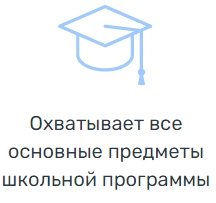 Охватывает все
основные предметы
школьной программы